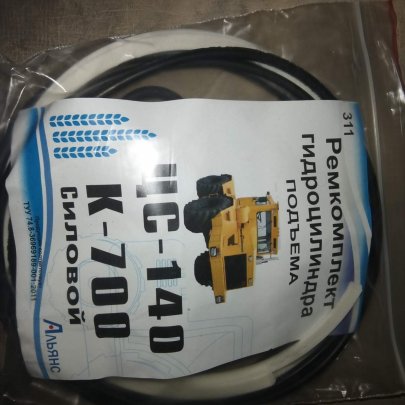 311
Ремкомплект
гидроцилиндра
подъема
ЦС-140
К-700
силовой
Альянс